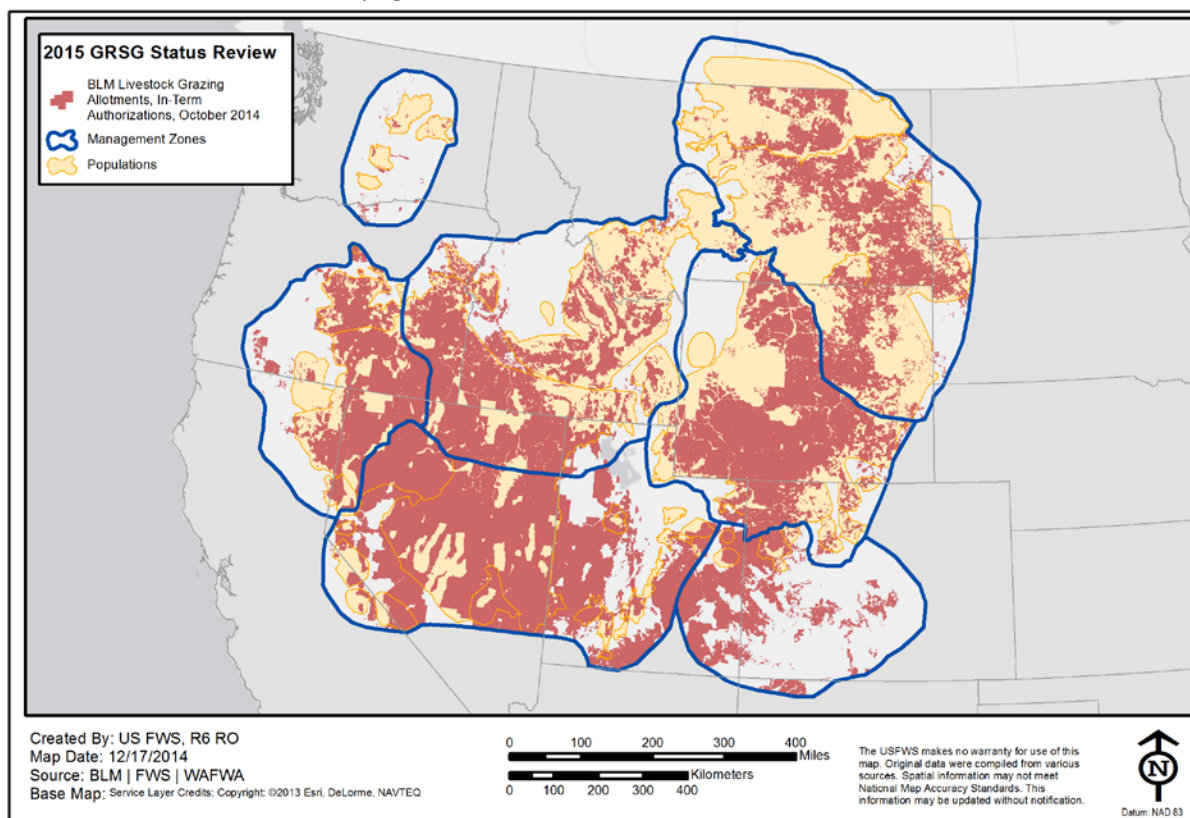 2015 GRSG Status Review
BLM Livestock Grazing
Allotments, In-Term
Authorizations, October 2014
Management Zones
Populations
Created By: US FWS, R6 RO
Map Date: 12/17/2014
Source: BLM | FWS | WAFWA
Base Map: Service Layer Credits: Copyright: ©2013 Esri, DeLorme, NAVTEQ
0 100 200 300 400
Miles
Kilometers
0 100 200 300 400
The USFWS makes no warranty for use of this
map. Original data were compiled from various
sources. Spatial information may not meet
National Map Accuracy Standards. This
information may be updated without notification.
N
Datum: NAD 83